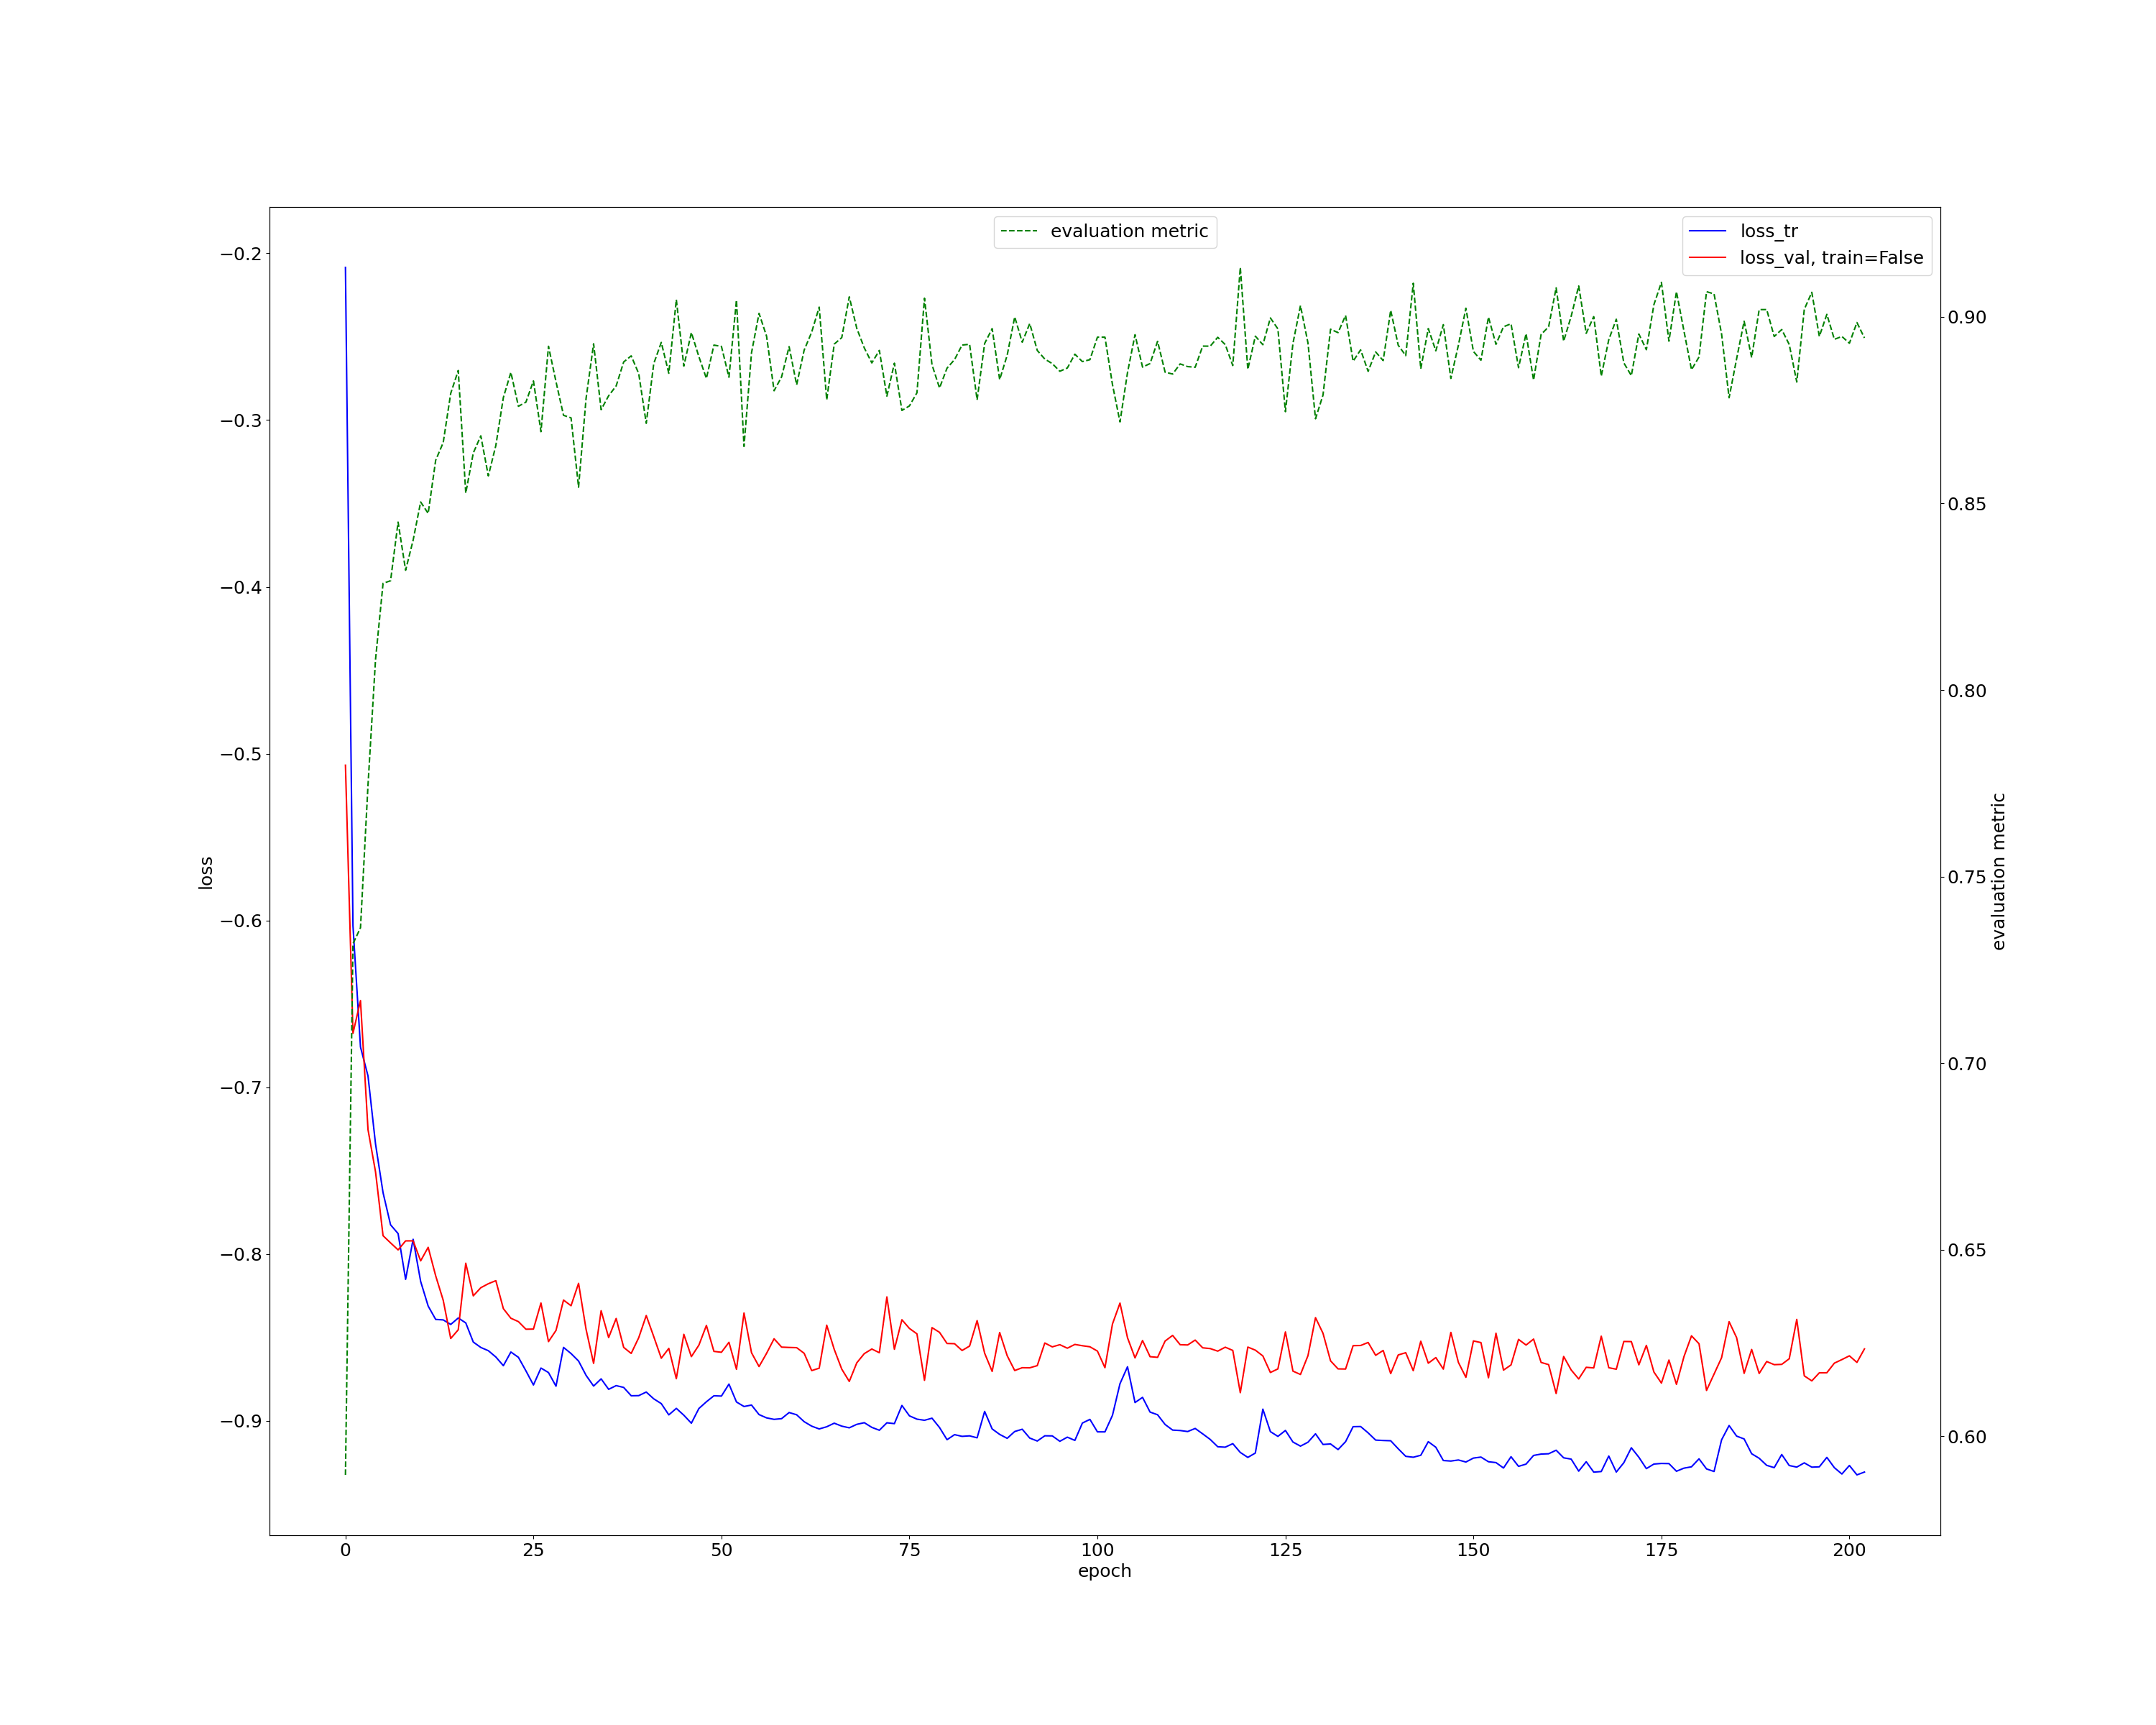 evaluation metric
loss_tr
loss_val, train=False
−0.2
−0.3
−0.4
−0.5
−0.6
−0.7
−0.8
−0.9
loss
0.90
0.85
0.80
0.75
0.70
0.65
0.60
evaluation metric
0 25 50 75 100 125 150 175 200
epoch